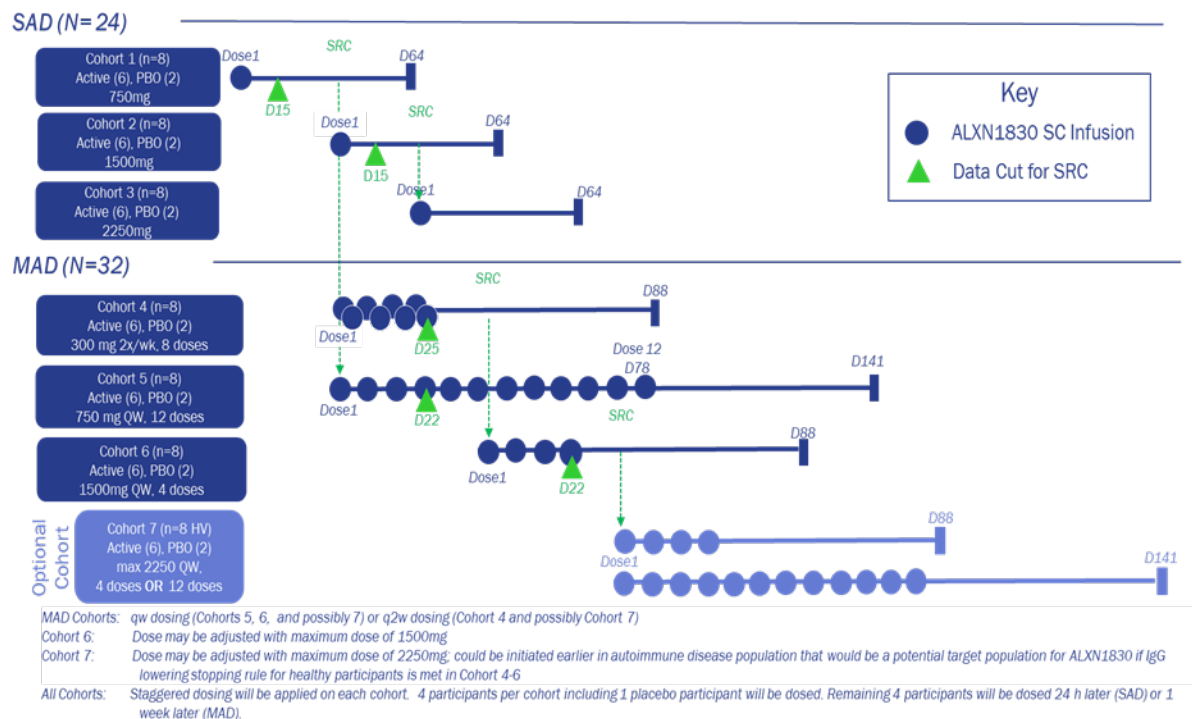 SAD (N= 24)
Cohort 1 (n=8)
Active (6), PBO (2)
750mg
Dose1
SRC
D64
D15
Cohort 2 (n=8)
Active (6), PBO (2)
1500mg
Dose1
SRC
D64
D15
Cohort 3 (n=8)
Active (6), PBO (2)
2250mg
Dose1
D64
Key
ALXN1830 SC Infusion
Data Cut for SRC
MAD (N=32)
Cohort 4 (n=8)
Active (6), PBO (2)
300 mg 2x/wk, 8 doses
Dose1
SRC
D88
D25
Cohort 5 (n=8)
Active (6), PBO (2)
750 mg QW, 12 doses
Dose1
Dose 12
D78
D141
D22
Cohort 6 (n=8)
Active (6), PBO (2)
1500mg QW, 4 doses
Dose1
SRC
D88
D22
Optional
Cohort
Cohort 7 (n=8 HV)
Active (6), PBO (2)
max 2250 QW,
4 doses OR 12 doses
Dose1
D88
D141
MAD Cohorts: qw dosing (Cohorts 5, 6, and possibly 7) or q2w dosing (Cohort 4 and possibly Cohort 7)
Cohort 6: Dose may be adjusted with maximum dose of 1500mg
Cohort 7: Dose may be adjusted with maximum dose of 2250mg; could be initiated earlier in autoimmune disease population that would be a potential target population for ALXN1830 if IgG
lowering stopping rule for healthy participants is met in Cohort 4-6
All Cohorts: Staggered dosing will be applied on each cohort. 4 participants per cohort including 1 placebo participant will be dosed. Remaining 4 participants will be dosed 24 h later (SAD) or 1
week later (MAD).